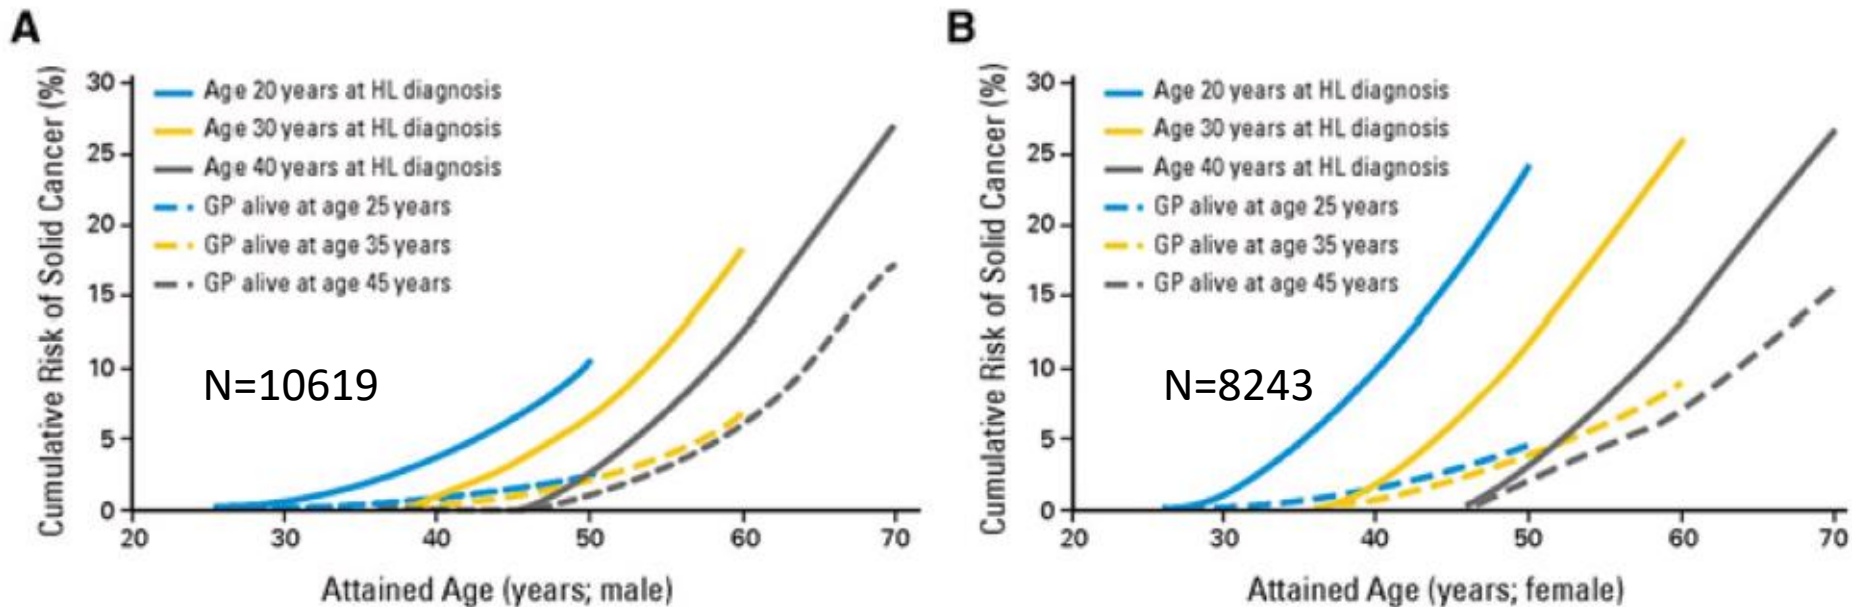 A
Cumulative Risk of Solid Cancer (%)
30
25
20
15
10
5
0
Age 20 years at HL diagnosis
Age 30 years at HL diagnosis
Age 40 years at HL diagnosis
GP alive at age 25 years
GP alive at age 35 years
GP alive at age 45 years
N=10619
20 30 40 50 60 70
Attained Age (years; male)
B
Cumulative Risk of Solid Cancer (%)
30
25
20
15
10
5
0
Age 20 years at HL diagnosis
Age 30 years at HL diagnosis
Age 40 years at HL diagnosis
GP alive at age 25 years
GP alive at age 35 years
GP alive at age 45 years
N=8243
20 30 40 50 60 70
Attained Age (years; female)